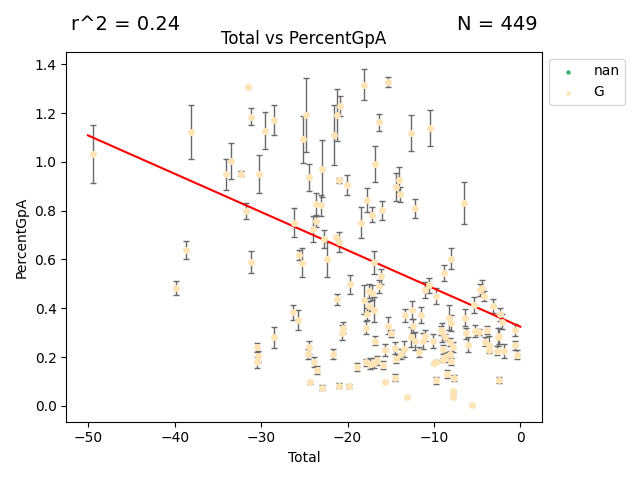 r^2 = 0.24
N = 449
Total vs PercentGpA
nan
G
PercentGpA
1.4
1.2
1.0
0.8
0.6
0.4
0.2
0.0
−50
−40
−30
−20
−10
0
Total